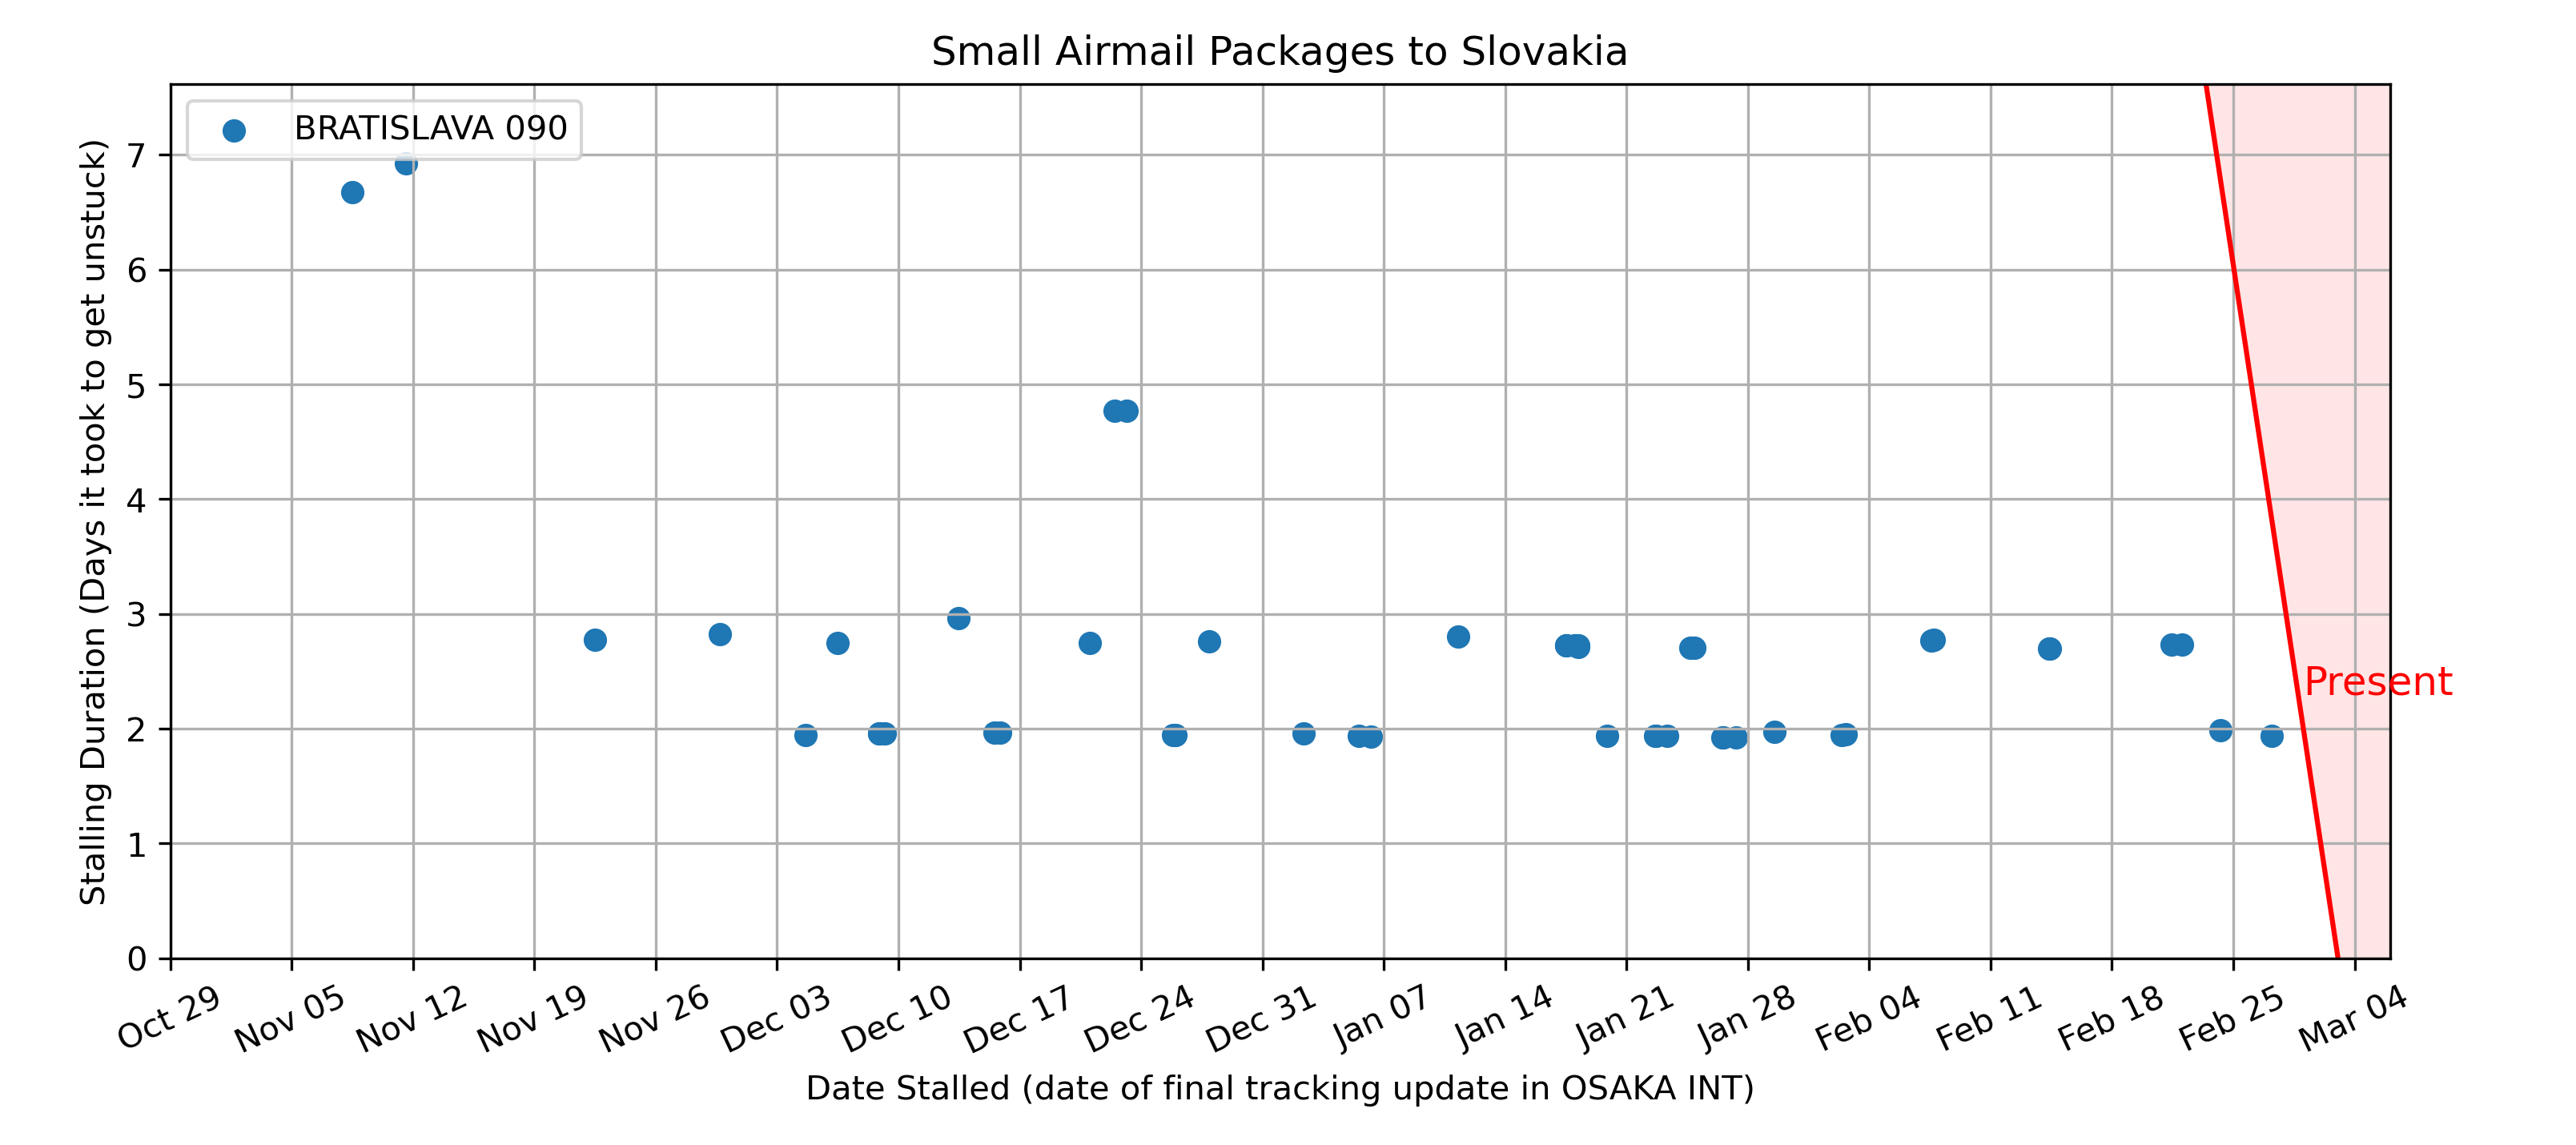 Small Airmail Packages to Slovakia
BRATISLAVA 090
Stalling Duration (Days it took to get unstuck)
7
6
5
4
3
2
1
0
Present
Oct 29
Nov 05
Nov 12
Nov 19
Nov 26
Dec 03
Dec 10
Dec 17
Dec 24
Dec 31
Jan 07
Jan 14
Jan 21
Jan 28
Feb 04
Feb 11
Feb 18
Feb 25
Mar 04
Date Stalled (date of final tracking update in OSAKA INT)